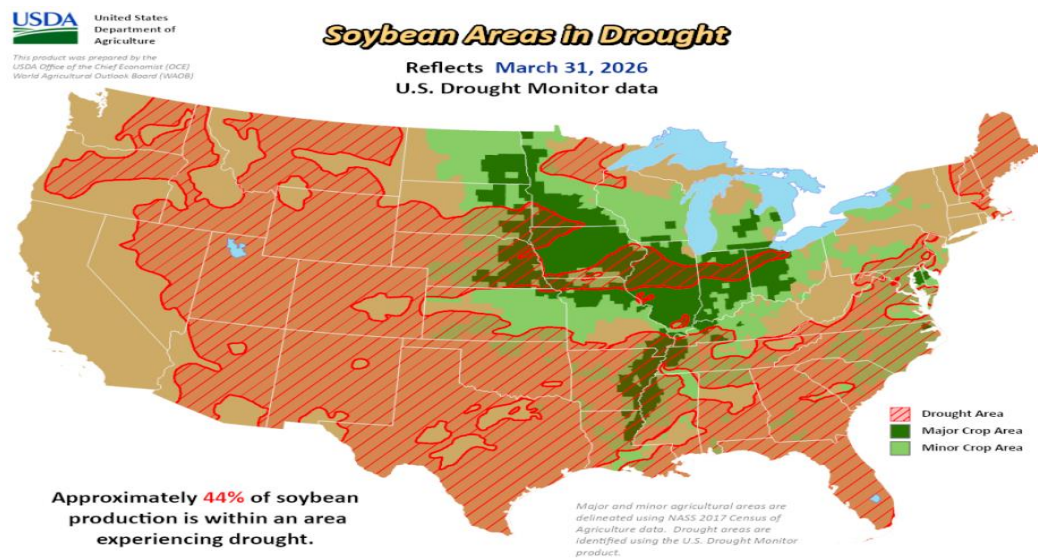 USDA
United States
Department of
Agriculture
This product was prepared by the
USDA Office of the Chief Economist (OCE)
World Agricultural Outlook Board (WAOB)
Soybean Areas in Drought
Reflects March 31, 2026
U.S. Drought Monitor data
Drought Area
Major Crop Area
Minor Crop Area
Approximately 44% of soybean
production is within an area
experiencing drought.
Major and minor agricultural areas are
delineated using NASS 2017 Census of
Agriculture data. Drought areas are
identified using the U.S. Drought Monitor
product.